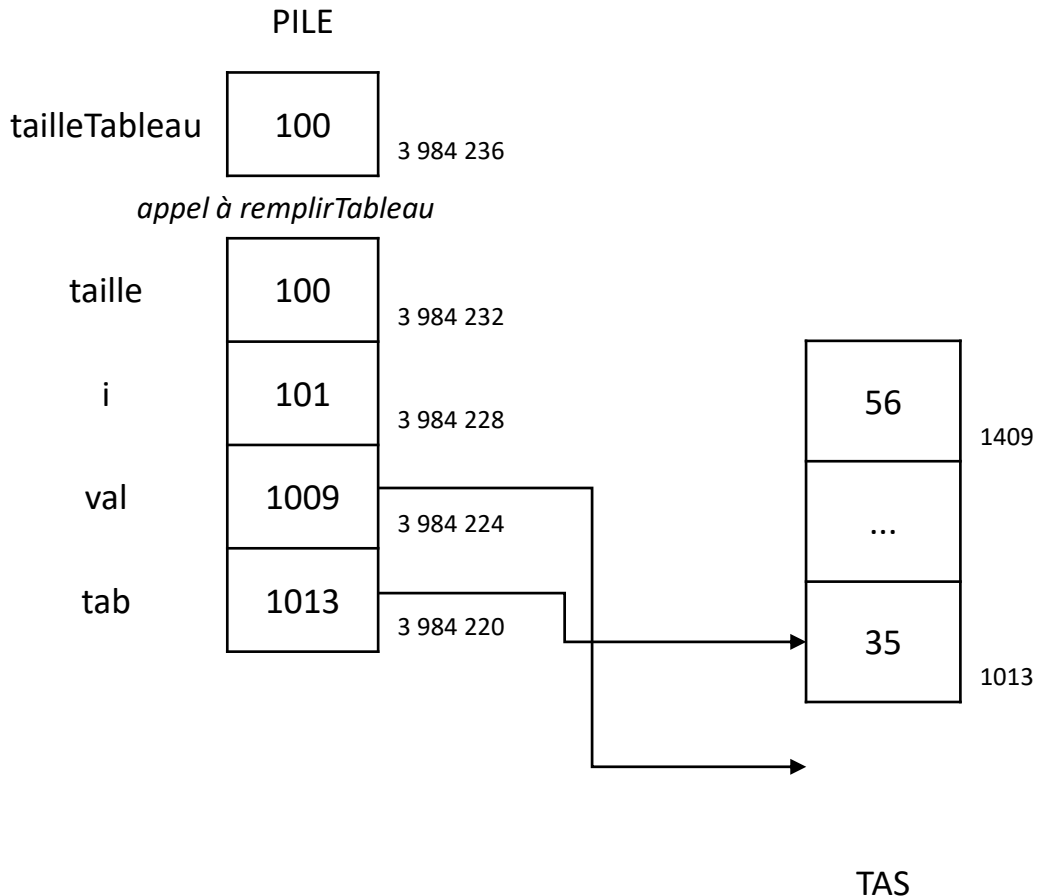 PILE
tailleTableau 100 3 984 236
appel à remplirTableau
taille 100 3 984 232
i 101 3 984 228
val 1009 3 984 224
tab 1013 3 984 220
56 1409
...
35 1013
TAS